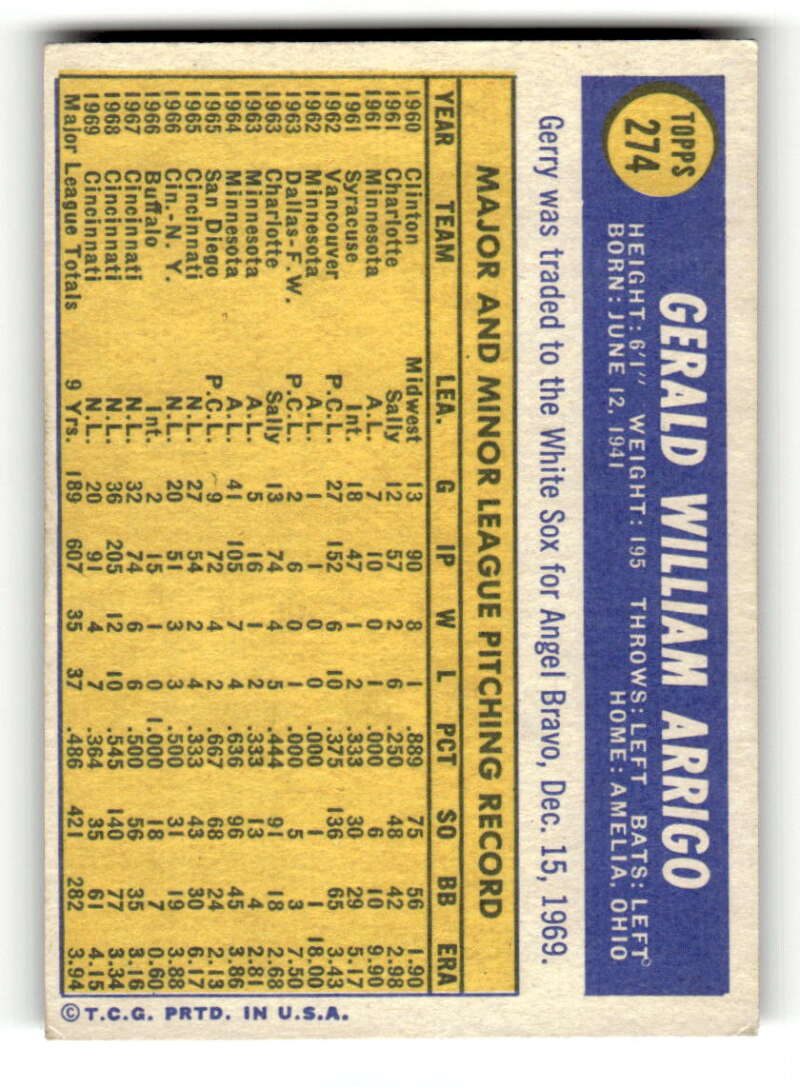 TOPPS
274
GERALD WILLIAM ARRIGO
HEIGHT: 6'1" WEIGHT: 195 THROWS: LEFT BATS: LEFT
BORN: JUNE 12, 1941 HOME: AMELIA, OHIO
Gerry was traded to the White Sox for Angel Bravo, Dec. 15, 1969.
MAJOR AND MINOR LEAGUE PITCHING RECORD
YEAR TEAM LEA. G IP W L PCT SO BB ERA
1960 Clinton Midwest 13 90 8 1 .889 75 56 1.90
1961 Charlotte Sally 12 57 2 6 .250 48 42 2.98
1961 Minnesota A.L. 7 10 0 1 .000 6 10 9.90
1961 Syracuse Int. 18 47 1 2 .333 30 29 5.17
1962 Vancouver P.C.L. 27 152 6 10 .375 136 65 3.43
1962 Minnesota A.L. 1 1 0 0 .000 1 1 18.00
1963 Dallas-F.W. P.C.L. 2 6 0 1 .000 5 3 7.50
1963 Charlotte Sally 13 74 4 5 .444 91 18 2.68
1963 Minnesota A.L. 5 16 1 2 .333 13 4 2.81
1964 Minnesota A.L. 41 105 7 4 .636 96 45 3.86
1965 San Diego P.C.L. 9 72 4 2 .667 68 24 2.13
1965 Cincinnati N.L. 27 54 2 4 .333 43 30 6.17
1966 Cin.-N.Y. N.L. 20 51 3 3 .500 31 19 3.88
1966 Buffalo Int. 2 15 1 0 1.000 18 7 0.60
1967 Cincinnati N.L. 32 74 6 6 .500 56 35 3.16
1968 Cincinnati N.L. 36 205 12 10 .545 140 77 3.34
1969 Cincinnati N.L. 20 91 4 7 .364 35 61 4.15
Major League Totals 9 Yrs. 189 607 35 37 .486 421 282 3.94
© T.C.G. PRTD. IN U.S.A.